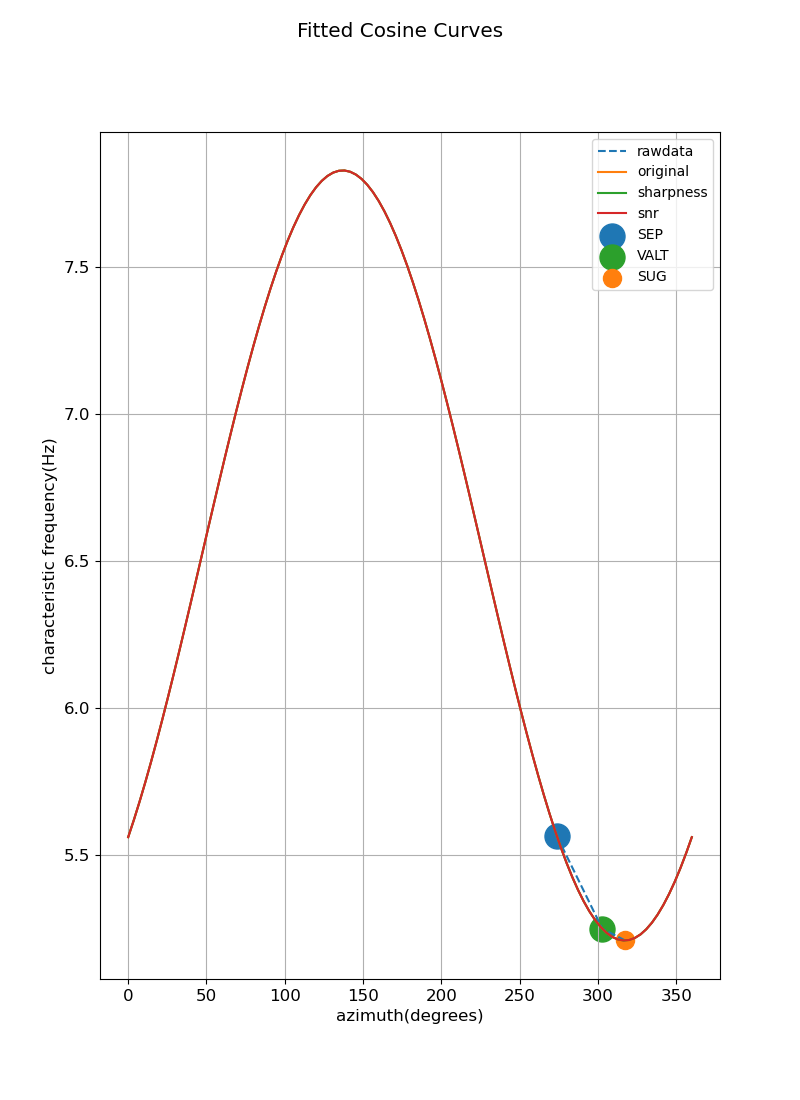 Fitted Cosine Curves
rawdata
original
sharpness
snr
SEP
VALT
SUG
7.5
7.0
6.5
6.0
5.5
characteristic frequency(Hz)
0 50 100 150 200 250 300 350
azimuth(degrees)